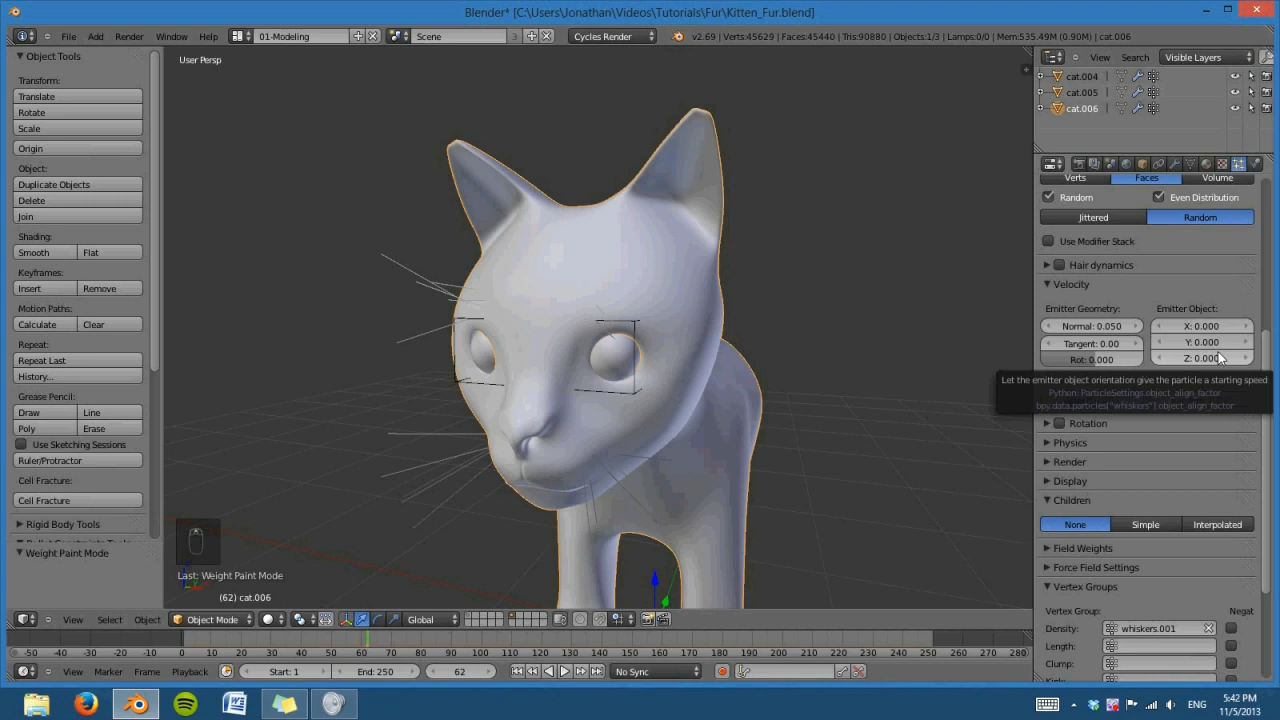 Blender* [C:\Users\Jonathan\Videos\Tutorials\Fur\Kitten_Fur.blend]
File Add Render Window Help 01-Modeling Scene 3 Cycles Render v2.69 | Verts:45629 | Faces:45440 | Tris:90880 | Objects:1/3 | Lamps:0/0 | Mem:535.49M (0.90M) | cat.006
Object Tools
Transform:
Translate
Rotate
Scale
Origin
Object:
Duplicate Objects
Delete
Join
Shading:
Smooth Flat
Keyframes:
Insert Remove
Motion Paths:
Calculate Clear
Repeat:
Repeat Last
History...
Grease Pencil:
Draw Line
Poly Erase
Use Sketching Sessions
Ruler/Protractor
Cell Fracture:
Cell Fracture
Rigid Body Tools
Weight Paint Mode
User Persp
Last: Weight Paint Mode
(62) cat.006
View Search Visible Layers
cat.004
cat.005
cat.006
Verts Faces Volume
Random Even Distribution
Jittered Random
Use Modifier Stack
Hair dynamics
Velocity
Emitter Geometry: Emitter Object:
Normal: 0.050 X: 0.000
Tangent: 0.00 Y: 0.000
Rot: 0.000 Z: 0.000
Let the emitter object orientation give the particle a starting speed
Python: ParticleSettings.object_align_factor
bpy.data.particles["whiskers"].object_align_factor
Rotation
Physics
Render
Display
Children
None Simple Interpolated
Field Weights
Force Field Settings
Vertex Groups
Vertex Group: Negat
Density: whiskers.001
Length:
Clump:
View Select Object Object Mode Global
-50 -40 -30 -20 -10 0 10 20 30 40 50 60 70 80 90 100 110 120 130 140 150 160 170 180 190 200 210 220 230 240 250 260 270 280
View Marker Frame Playback Start: 1 End: 250 62 No Sync
ENG
5:42 PM
11/5/2013